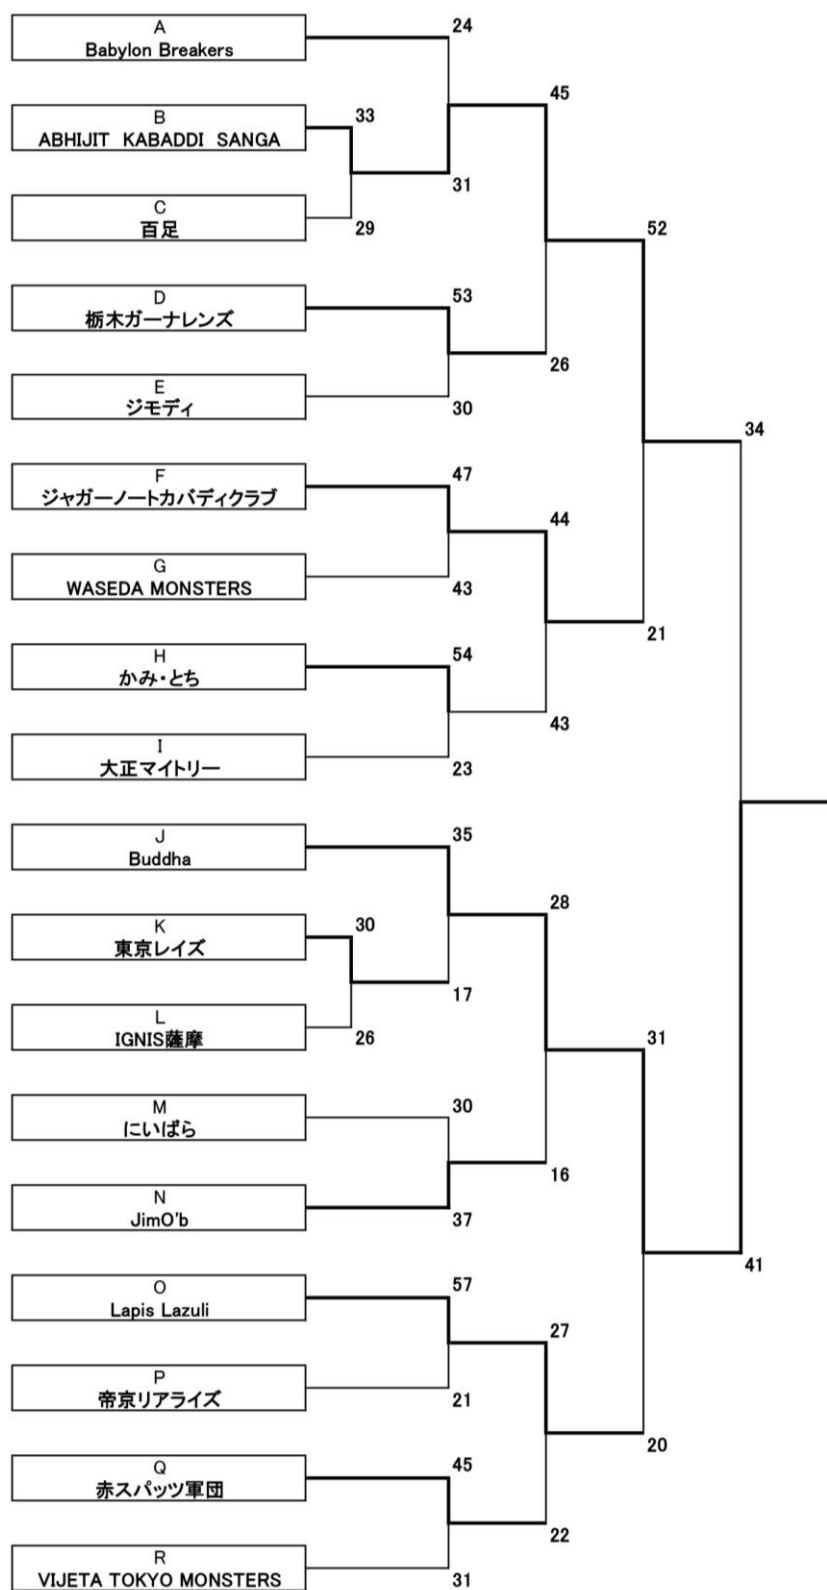 A
Babylon Breakers
24
45
B
ABHIJIT KABADDI SANGA
33
31
C
百足
29
52
D
栃木ガーナレンズ
53
26
E
ジモディ
30
34
F
ジャガーノートカバディクラブ
47
44
G
WASEDA MONSTERS
43
21
H
かみ・とち
54
43
I
大正マイトリー
23
J
Buddha
35
28
K
東京レイズ
30
17
L
IGNIS薩摩
26
31
M
にいばら
30
16
N
JimO'b
37
41
O
Lapis Lazuli
57
27
P
帝京リアライズ
21
20
Q
赤スパッツ軍団
45
22
R
VIJETA TOKYO MONSTERS
31